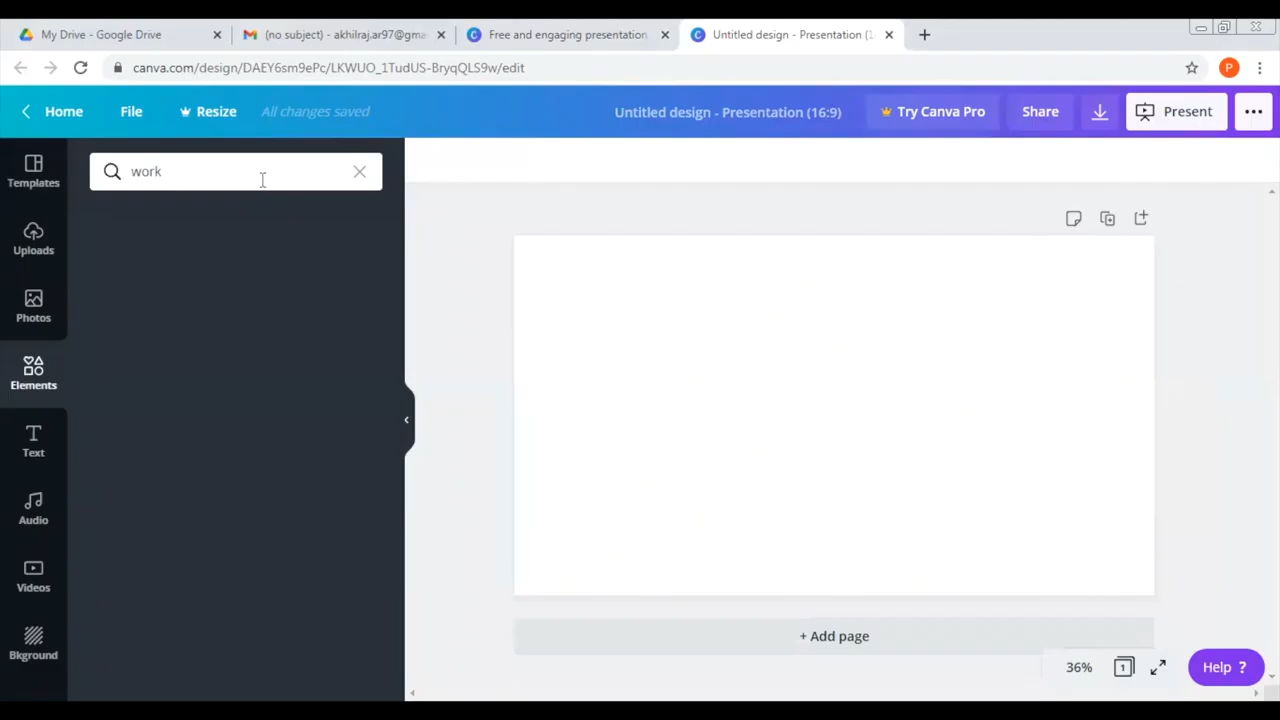 My Drive - Google Drive
(no subject) - akhilraj.ar97@gma
Free and engaging presentation
Untitled design - Presentation (1
canva.com/design/DAEY6sm9ePc/LKWUO_1TudUS-BryqQLS9w/edit
P
Home
File
Resize
All changes saved
Untitled design - Presentation (16:9)
Try Canva Pro
Share
Present
work
Templates
Uploads
Photos
Elements
Text
Audio
Videos
Bkground
+ Add page
36%
1
Help ?